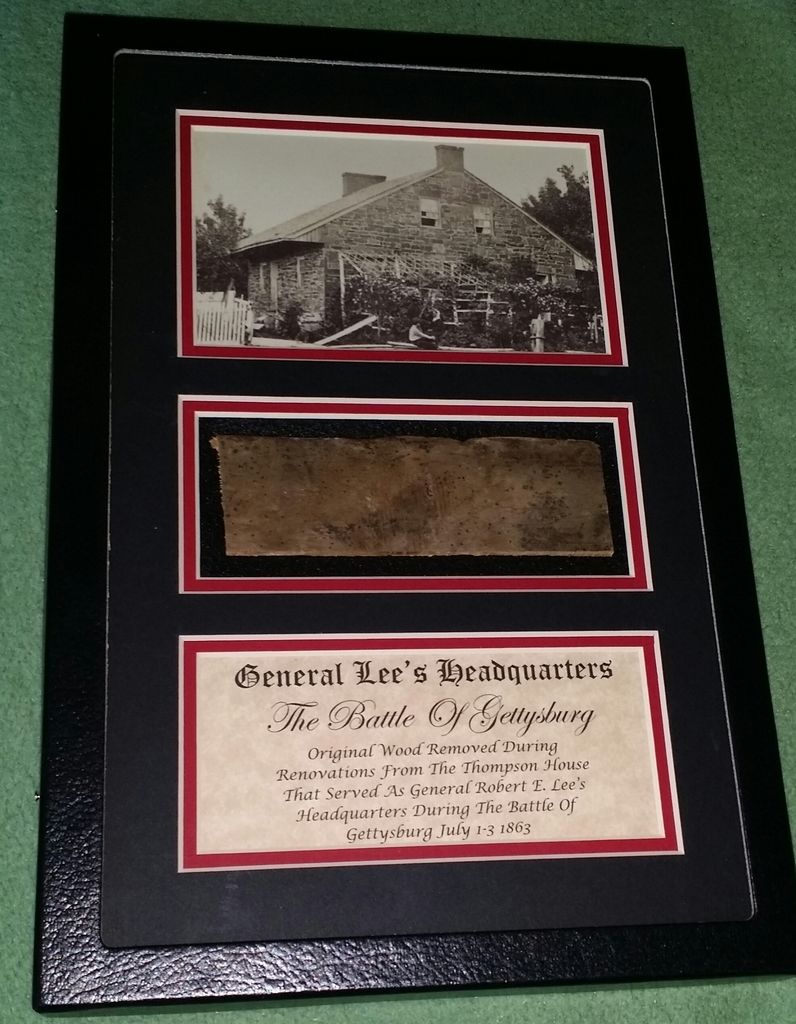 General Lee's Headquarters
The Battle Of Gettysburg
Original Wood Removed During
Renovations From The Thompson House
That Served As General Robert E. Lee's
Headquarters During The Battle Of
Gettysburg July 1-3 1863